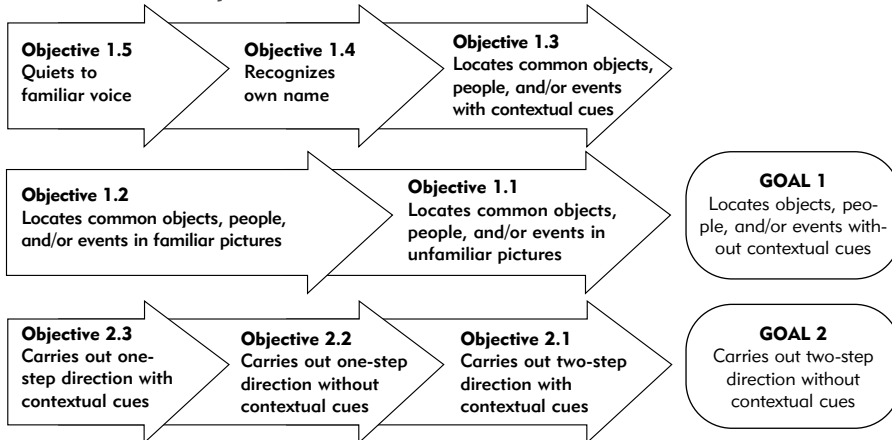 Objective 1.5
Quiets to
familiar voice
Objective 1.4
Recognizes
own name
Objective 1.3
Locates common objects,
people, and/or events
with contextual cues
Objective 1.2
Locates common objects, people,
and/or events in familiar pictures
Objective 1.1
Locates common objects,
people, and/or events in
unfamiliar pictures
GOAL 1
Locates objects, peo-
ple, and/or events with-
out contextual cues
Objective 2.3
Carries out one-
step direction with
contextual cues
Objective 2.2
Carries out one-step
direction without
contextual cues
Objective 2.1
Carries out two-step
direction with
contextual cues
GOAL 2
Carries out two-step
direction without
contextual cues